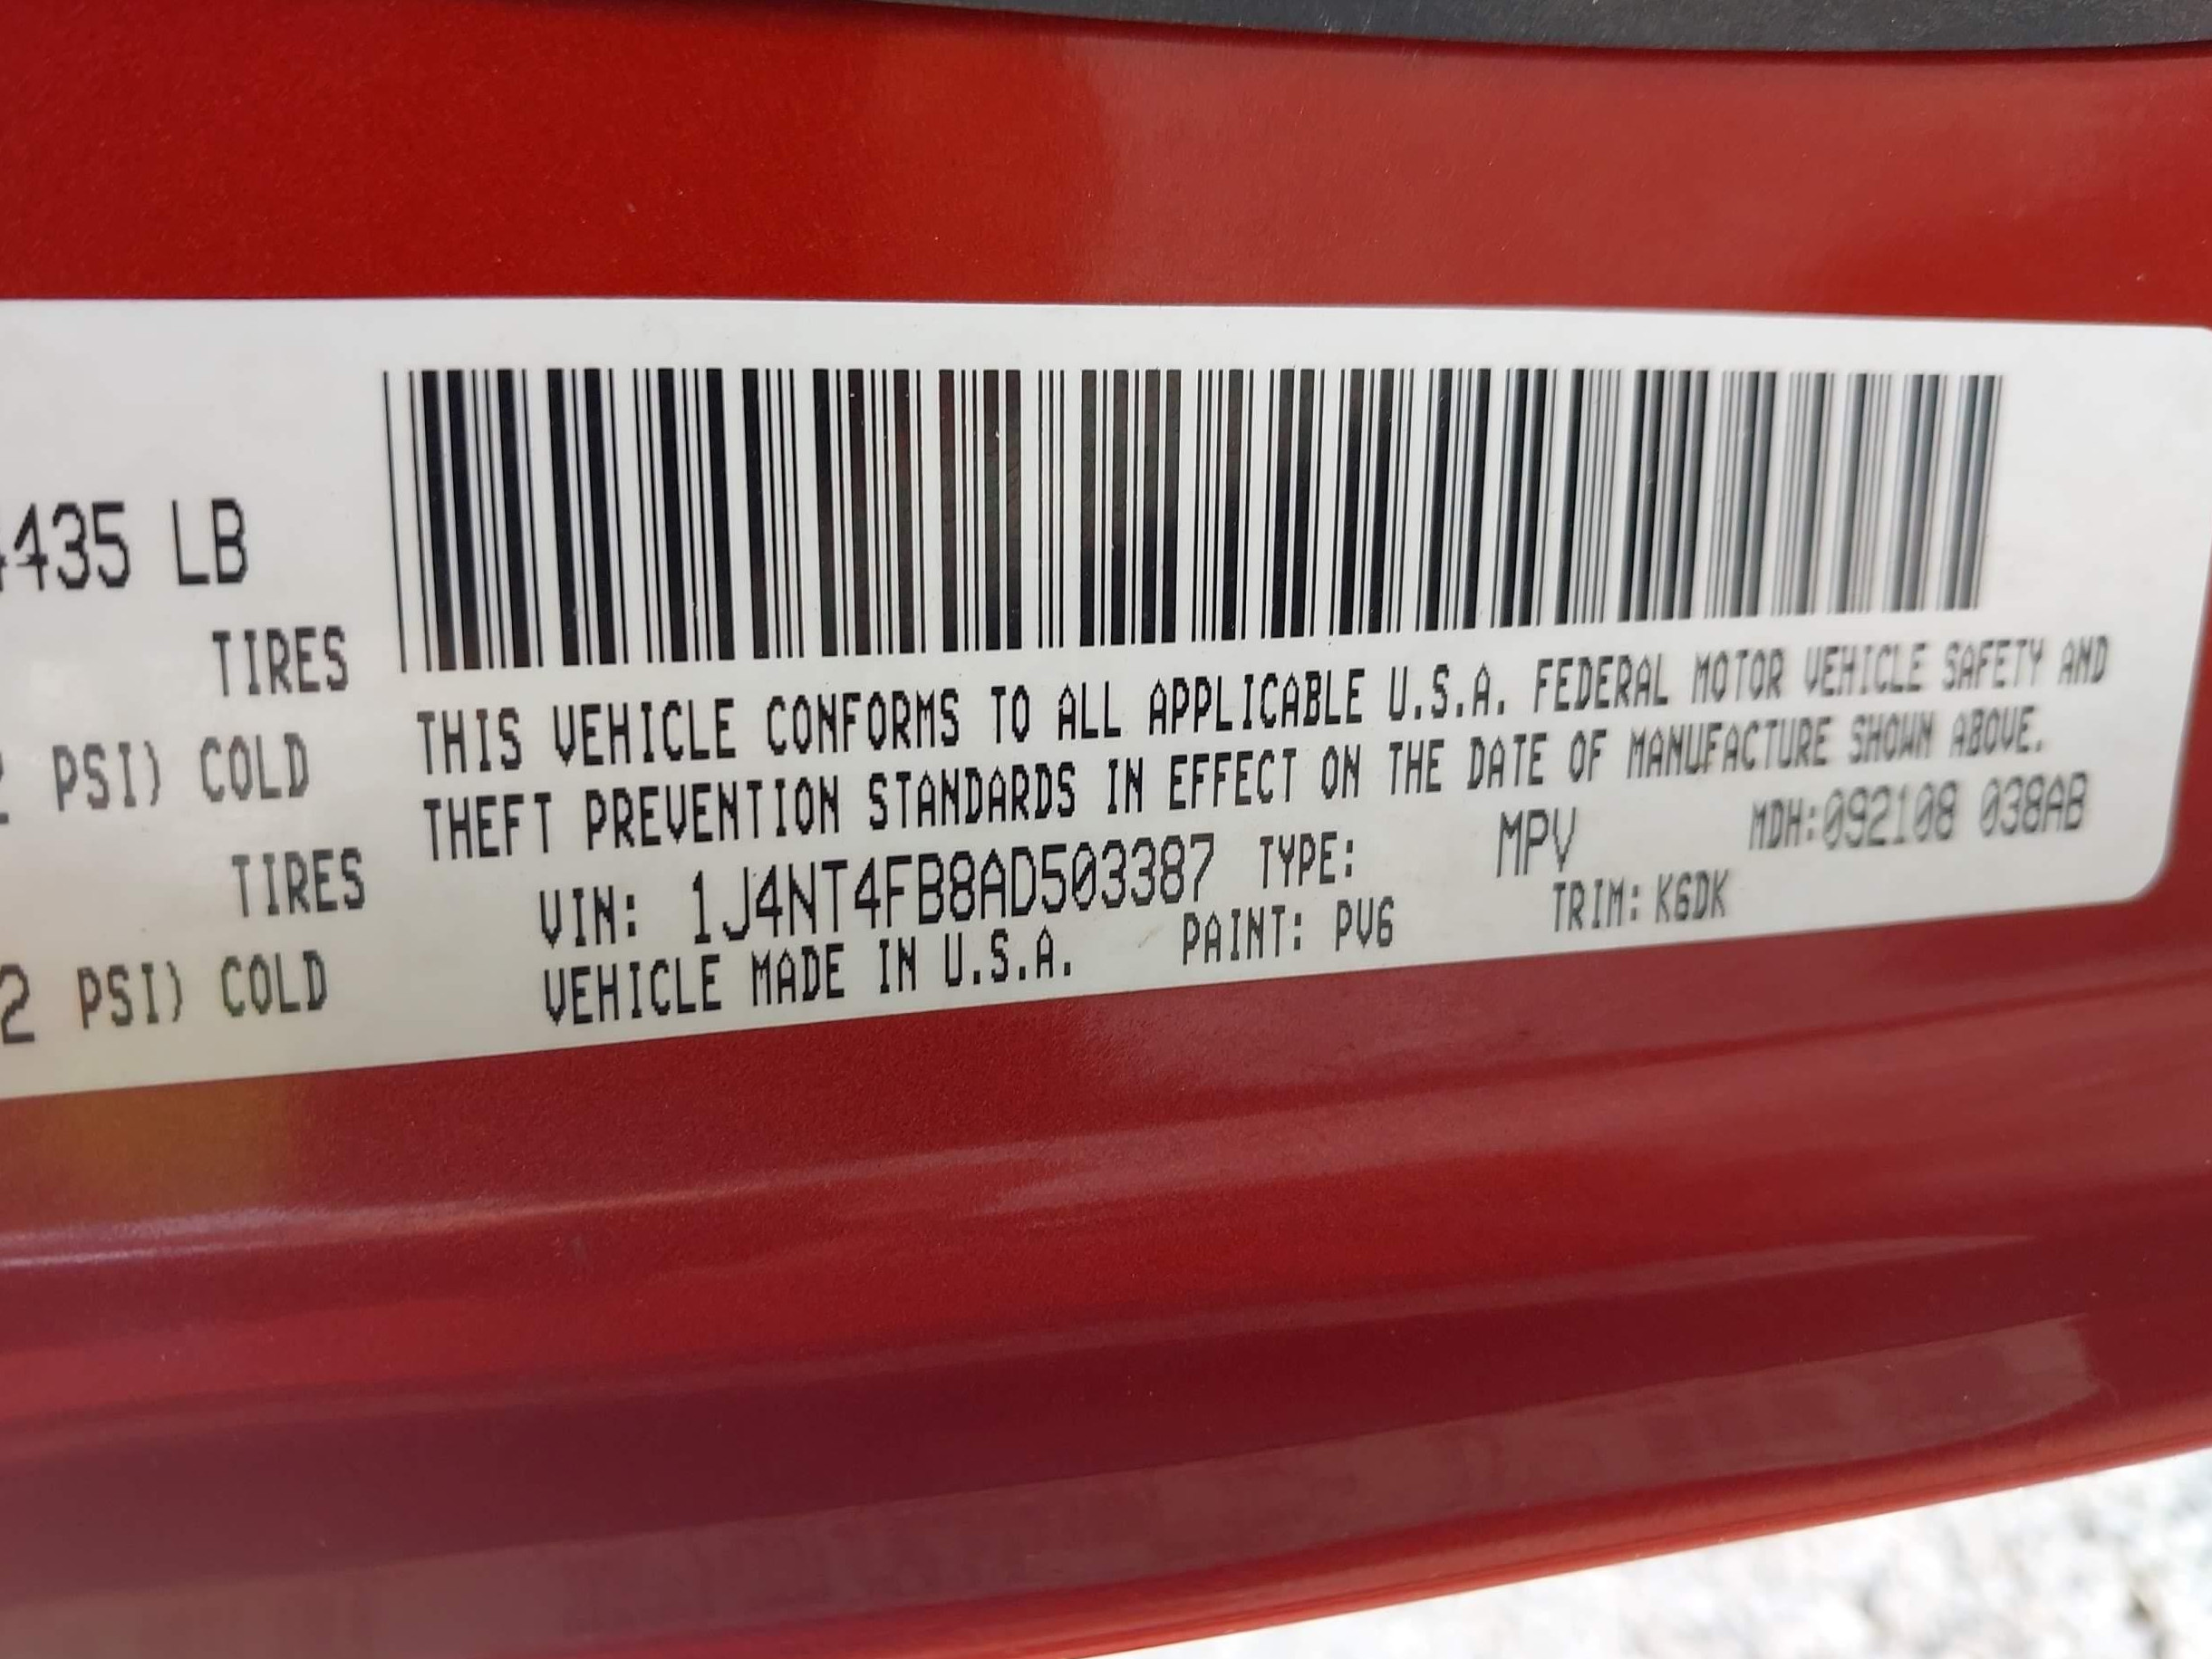 435 LB
TIRES
PSI) COLD
TIRES
2 PSI) COLD
THIS VEHICLE CONFORMS TO ALL APPLICABLE U.S.A. FEDERAL MOTOR VEHICLE SAFETY AND
THEFT PREVENTION STANDARDS IN EFFECT ON THE DATE OF MANUFACTURE SHOWN ABOVE.
VIN: 1J4NT4FB8AD503387 TYPE: MPV MDH:092108 038AB
VEHICLE MADE IN U.S.A. PAINT: PV6 TRIM: K6DK